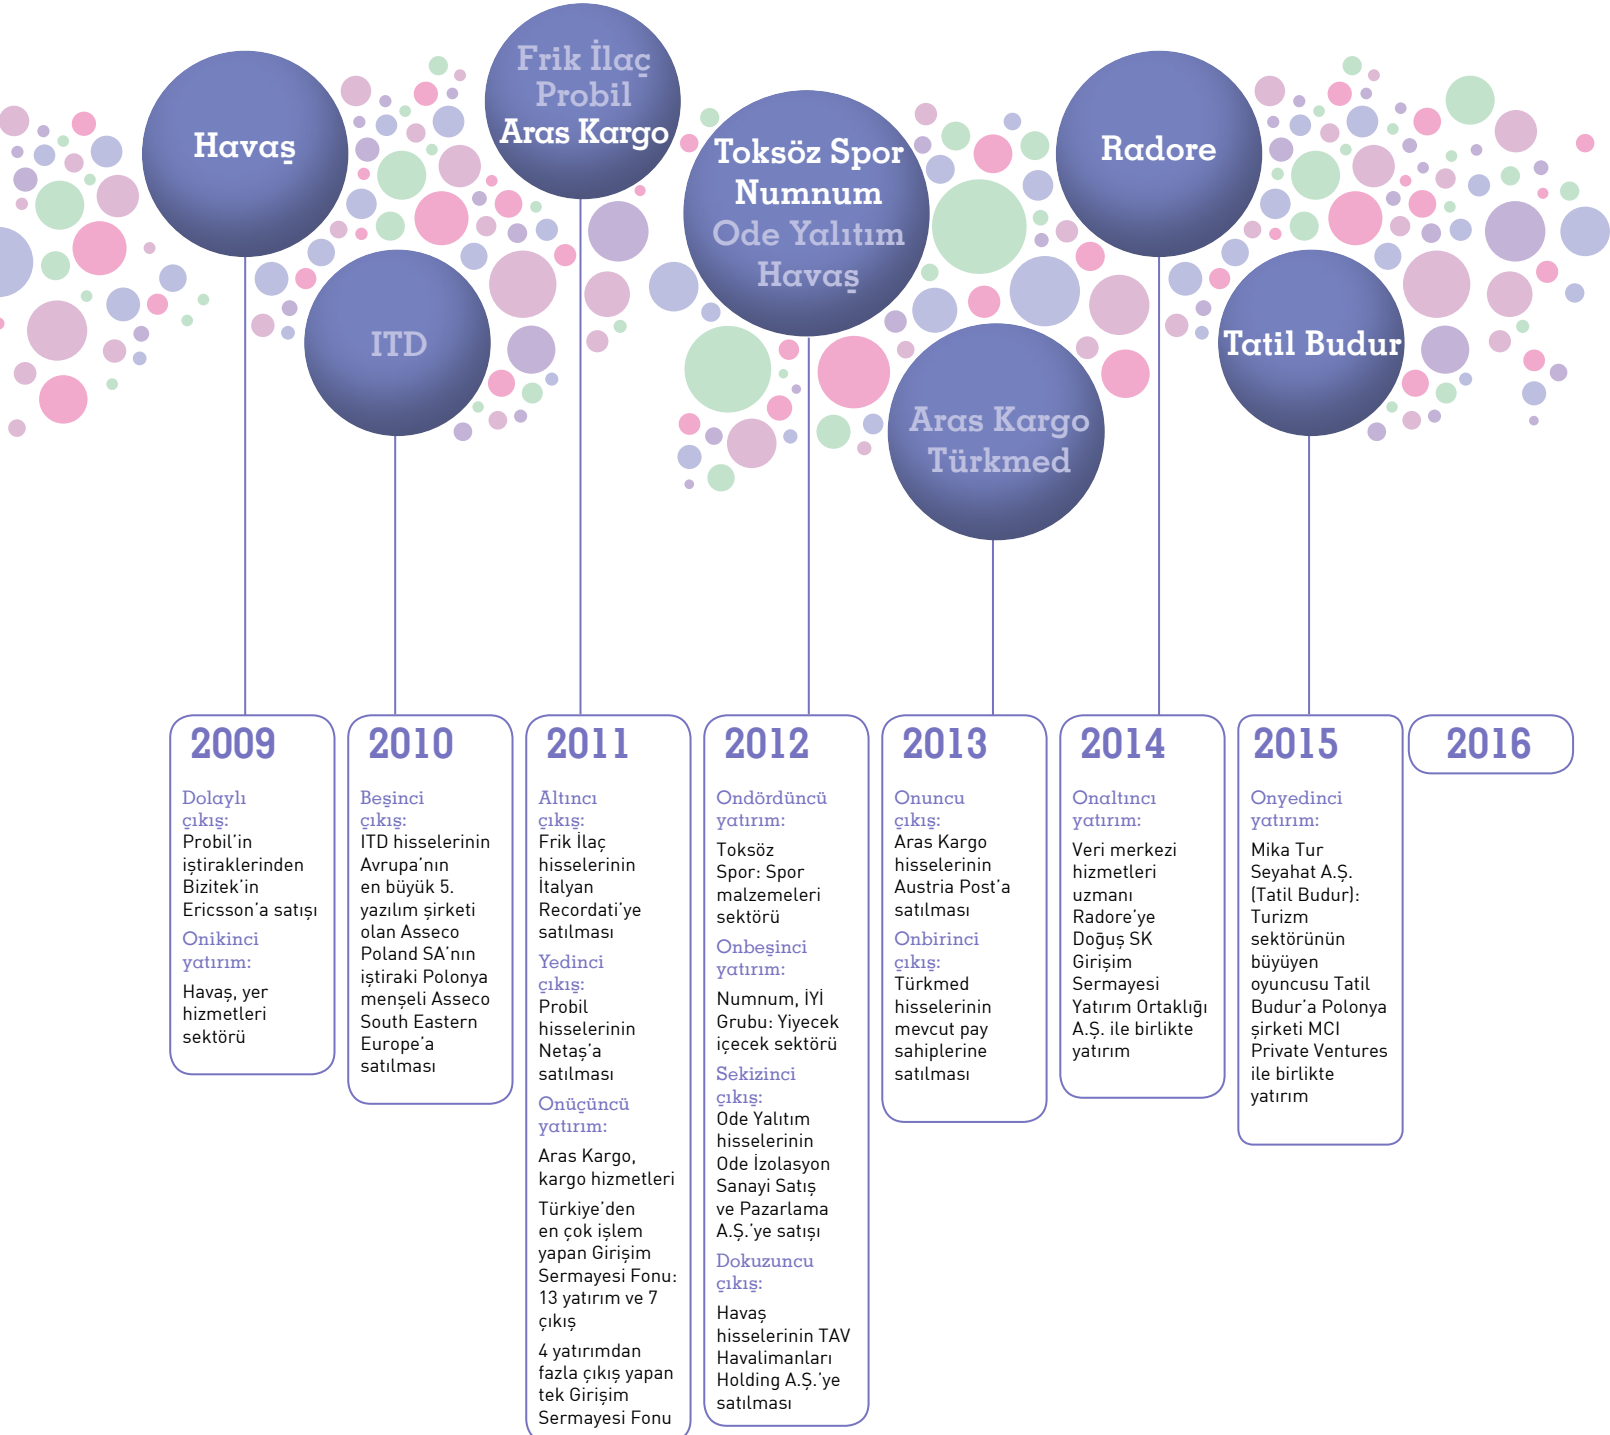 Havaş
ITD
Frik İlaç
Probil
Aras Kargo
Toksöz Spor
Numnum
Ode Yalıtım
Havaş
Aras Kargo
Türkmed
Radore
Tatil Budur
2009
Dolaylı
çıkış:
Probil'in
iştiraklerinden
Bizitek'in
Ericsson'a satışı
Onikinci
yatırım:
Havaş, yer
hizmetleri
sektörü
2010
Beşinci
çıkış:
ITD hisselerinin
Avrupa'nın
en büyük 5.
yazılım şirketi
olan Asseco
Poland SA'nın
iştiraki Polonya
menşeli Asseco
South Eastern
Europe'a
satılması
2011
Altıncı
çıkış:
Frik İlaç
hisselerinin
İtalyan
Recordati'ye
satılması
Yedinci
çıkış:
Probil
hisselerinin
Netaş'a
satılması
Onüçüncü
yatırım:
Aras Kargo,
kargo hizmetleri
Türkiye'den
en çok işlem
yapan Girişim
Sermayesi Fonu:
13 yatırım ve 7
çıkış
4 yatırımdan
fazla çıkış yapan
tek Girişim
Sermayesi Fonu
2012
Ondördüncü
yatırım:
Toksöz
Spor: Spor
malzemeleri
sektörü
Onbeşinci
yatırım:
Numnum, İYİ
Grubu: Yiyecek
içecek sektörü
Sekizinci
çıkış:
Ode Yalıtım
hisselerinin
Ode İzolasyon
Sanayi Satış
ve Pazarlama
A.Ş.'ye satışı
Dokuzuncu
çıkış:
Havaş
hisselerinin TAV
Havalimanları
Holding A.Ş.'ye
satılması
2013
Onuncu
çıkış:
Aras Kargo
hisselerinin
Austria Post'a
satılması
Onbirinci
çıkış:
Türkmed
hisselerinin
mevcut pay
sahiplerine
satılması
2014
Onaltıncı
yatırım:
Veri merkezi
hizmetleri
uzmanı
Radore'ye
Doğuş SK
Girişim
Sermayesi
Yatırım Ortaklığı
A.Ş. ile birlikte
yatırım
2015
Onyedinci
yatırım:
Mika Tur
Seyahat A.Ş.
(Tatil Budur):
Turizm
sektörünün
büyüyen
oyuncusu Tatil
Budur'a Polonya
şirketi MCI
Private Ventures
ile birlikte
yatırım
2016